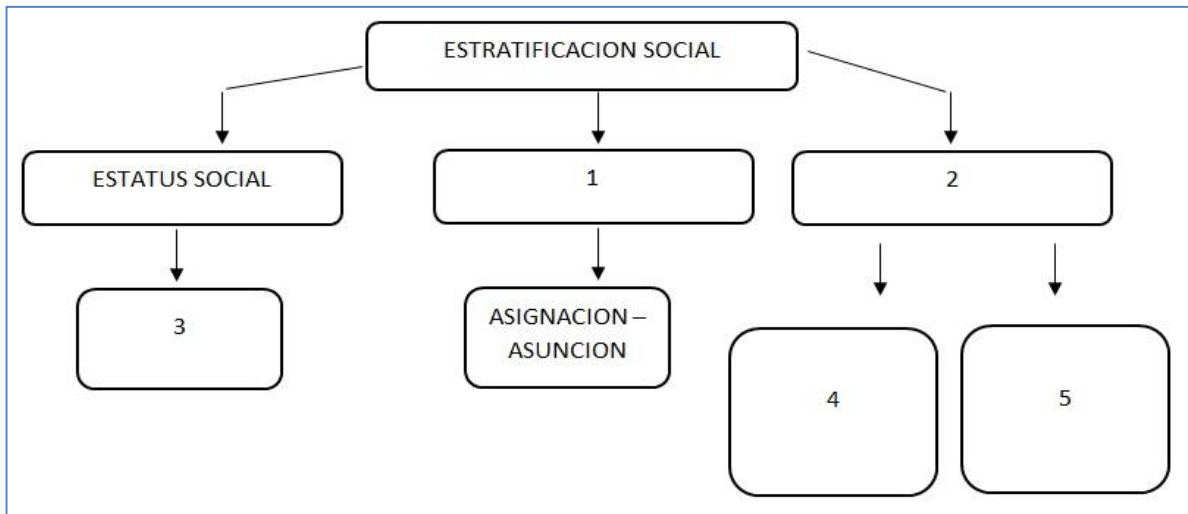 ESTRATIFICACION SOCIAL
ESTATUS SOCIAL
1
2
3
ASIGNACION –
ASUNCION
4
5